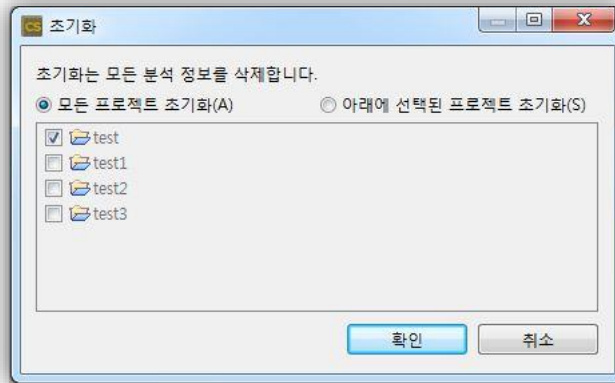 CS 초기화
초기화는 모든 분석 정보를 삭제합니다.
모든 프로젝트 초기화(A) 아래에 선택된 프로젝트 초기화(S)
test
test1
test2
test3
확인 취소